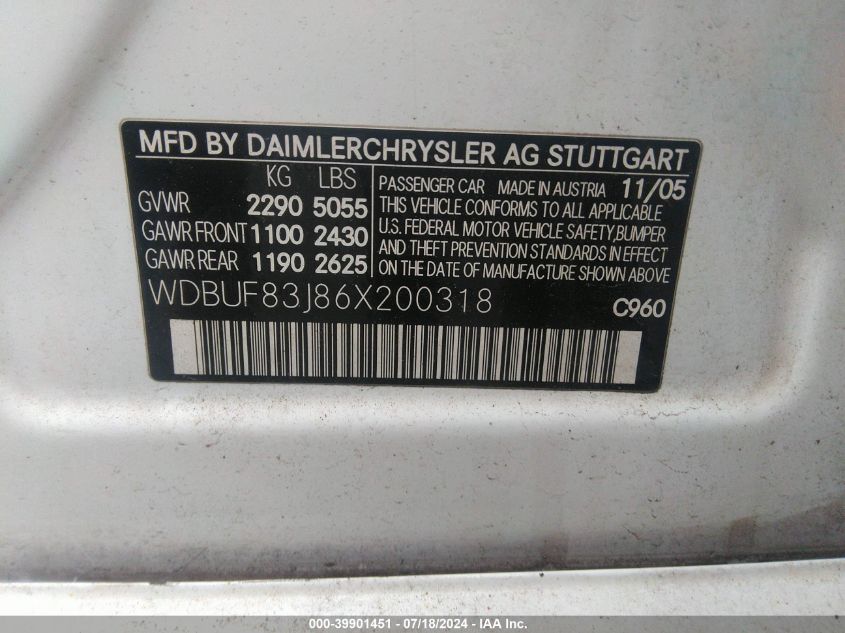 MFD BY DAIMLERCHRYSLER AG STUTTGART
KG LBS
GVWR 2290 5055
GAWR FRONT 1100 2430
GAWR REAR 1190 2625
PASSENGER CAR MADE IN AUSTRIA 11/05
THIS VEHICLE CONFORMS TO ALL APPLICABLE
U.S. FEDERAL MOTOR VEHICLE SAFETY, BUMPER
AND THEFT PREVENTION STANDARDS IN EFFECT
ON THE DATE OF MANUFACTURE SHOWN ABOVE
WDBUF83J86X200318 C960
000-39901451 - 07/18/2024 - IAA Inc.